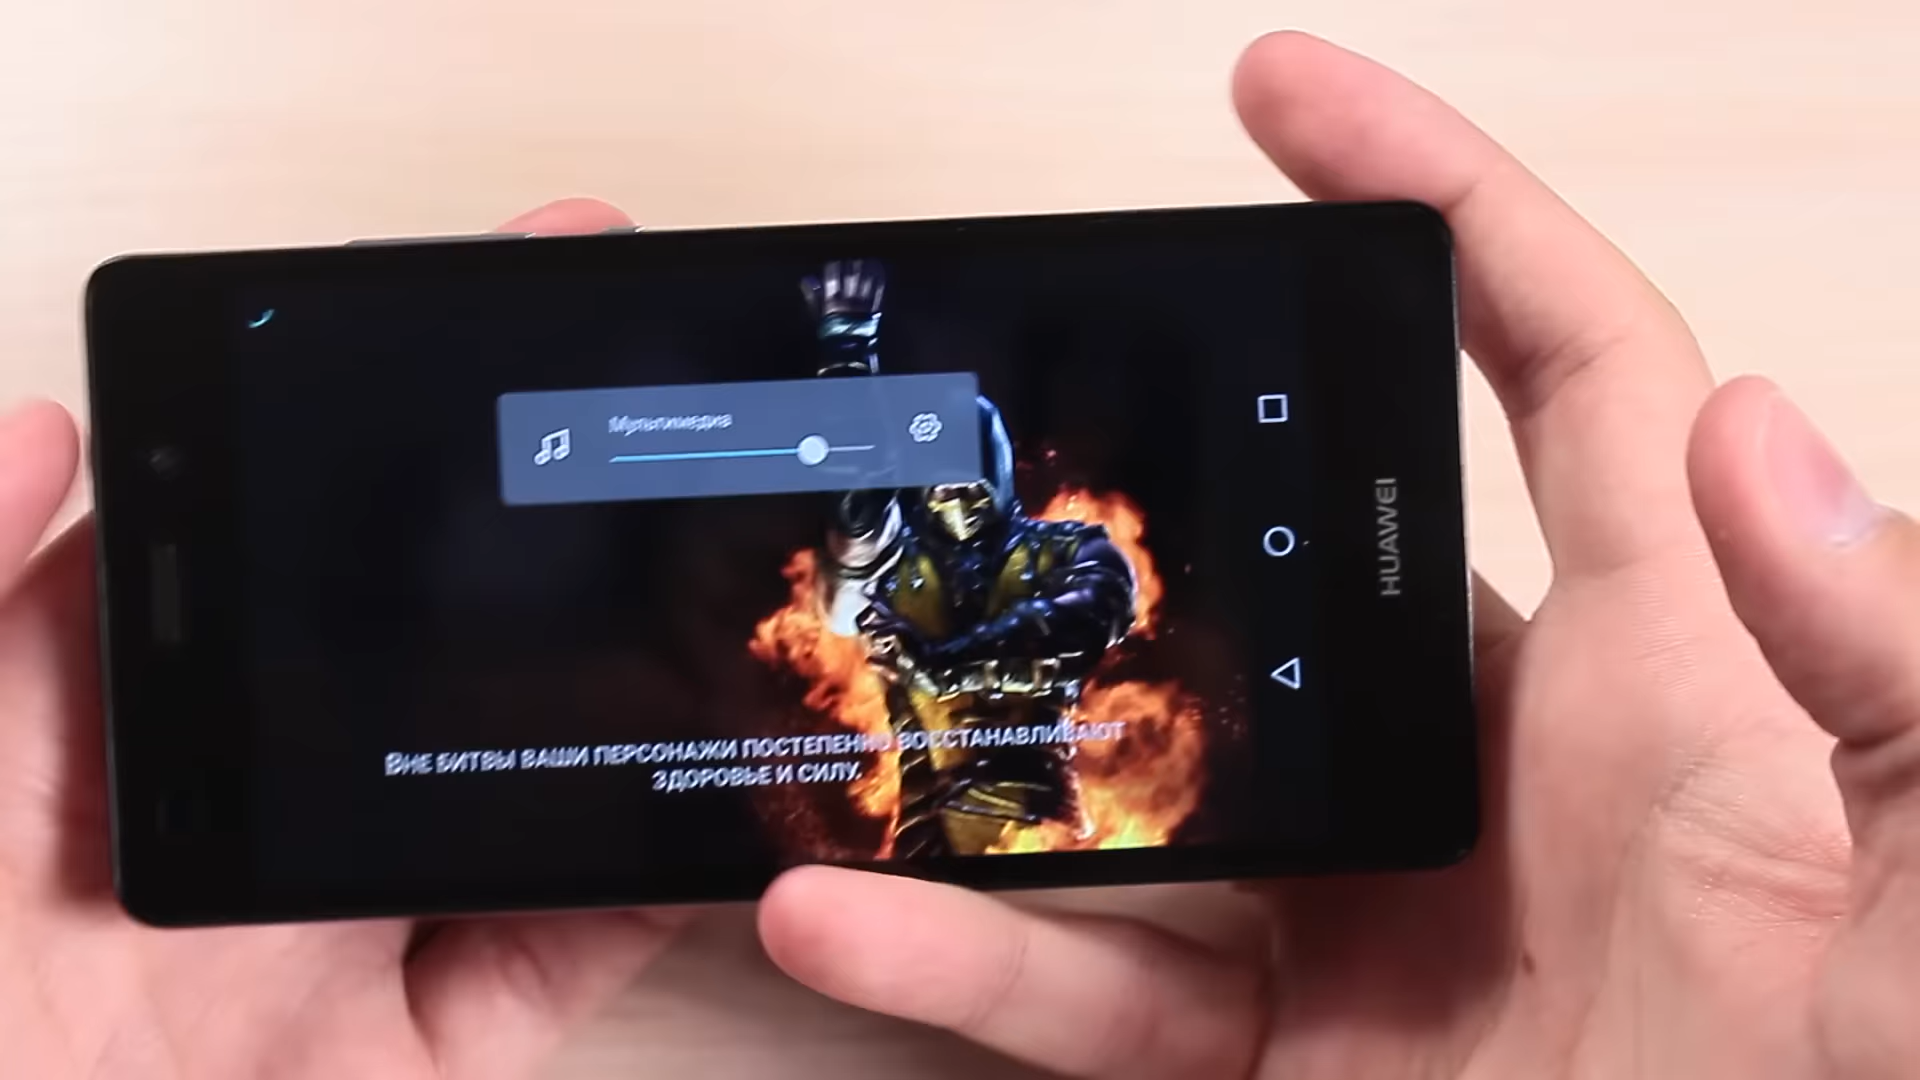 Мультимедиа
HUAWEI
Вне битвы ваши персонажи постепенно восстанавливают
здоровье и силу.